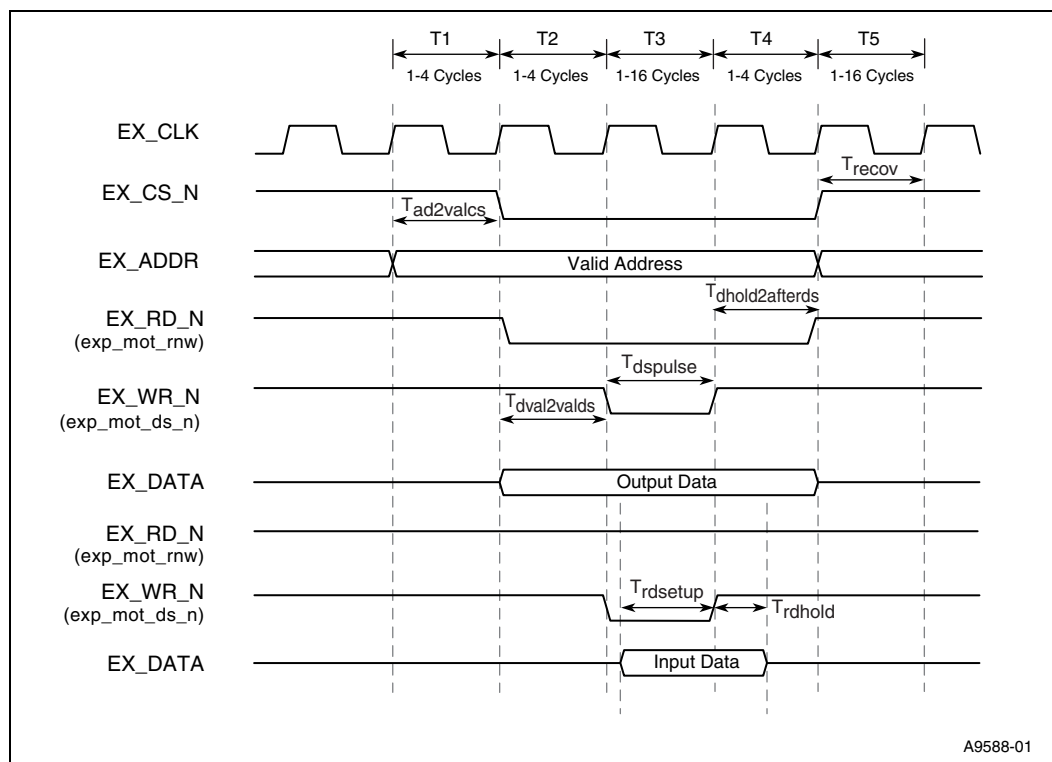 T1 T2 T3 T4 T5
1-4 Cycles 1-4 Cycles 1-16 Cycles 1-4 Cycles 1-16 Cycles
EX_CLK
Trecov
EX_CS_N
Tad2valcs
EX_ADDR
Valid Address
Tdhold2afterds
EX_RD_N
(exp_mot_rnw)
Tdspulse
EX_WR_N
(exp_mot_ds_n)
Tdval2valds
EX_DATA
Output Data
EX_RD_N
(exp_mot_rnw)
EX_WR_N
(exp_mot_ds_n)
Trdsetup
Trdhold
EX_DATA
Input Data
A9588-01